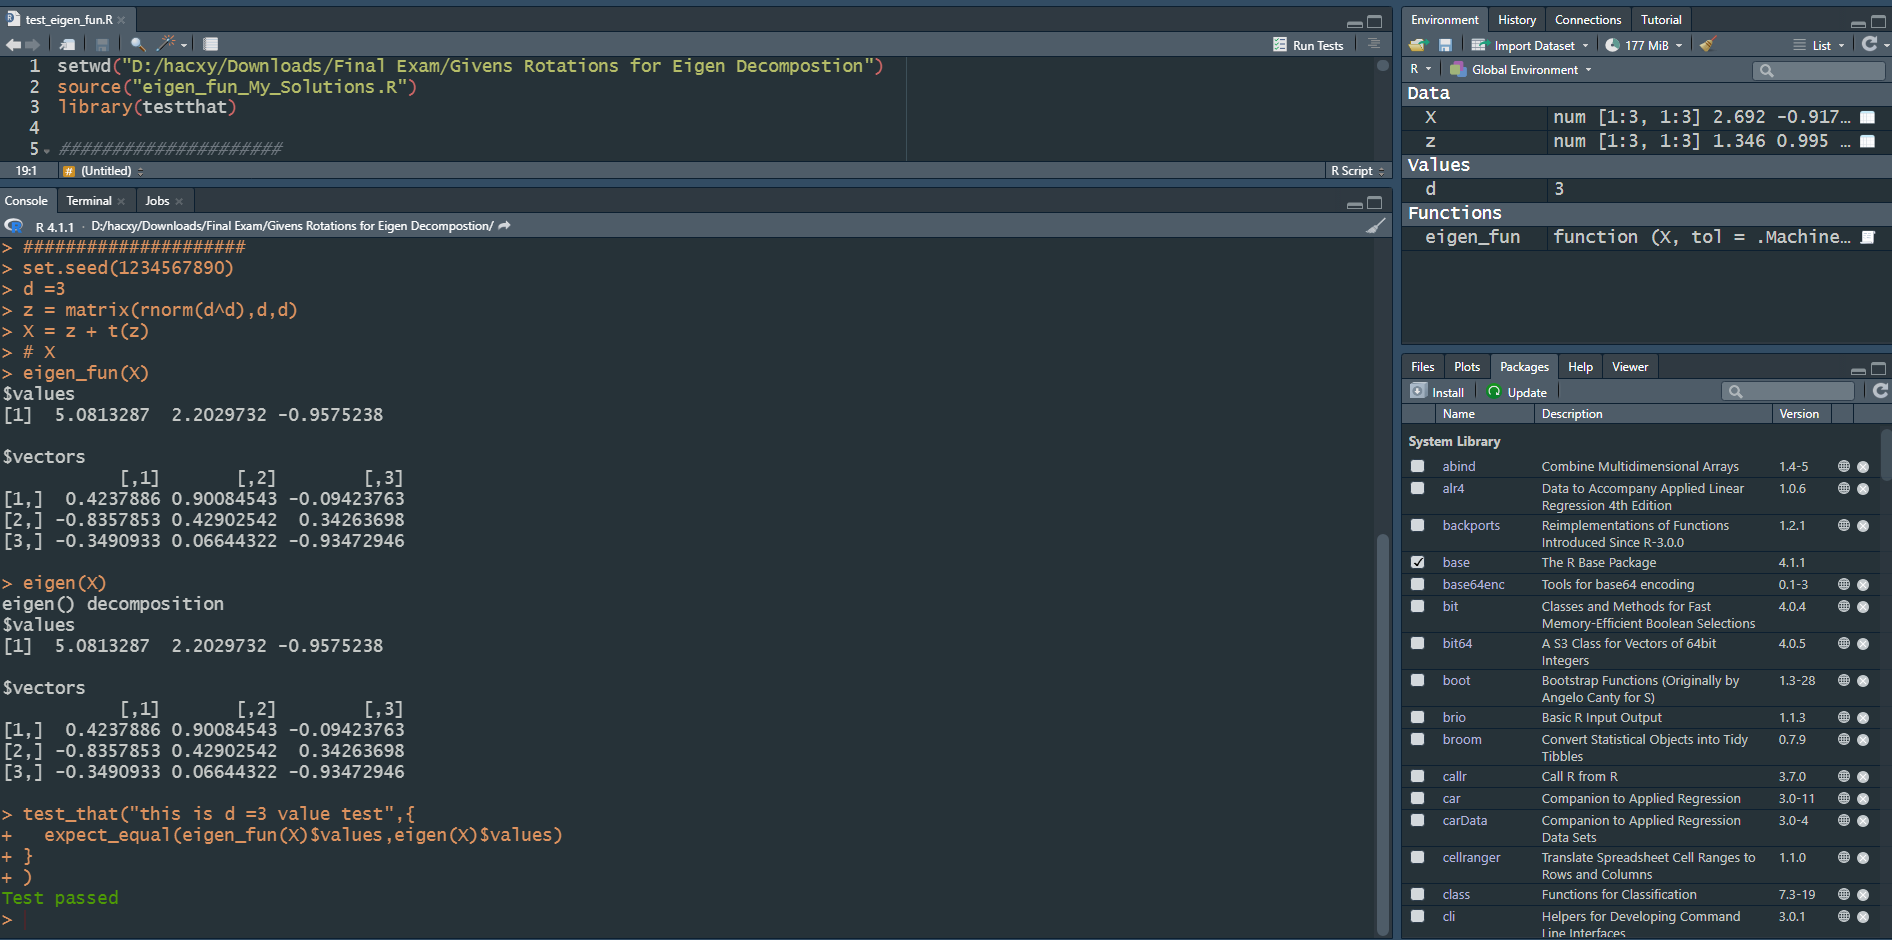 test_eigen_fun.R
Run Tests
1 setwd("D:/hacxy/Downloads/Final Exam/Givens Rotations for Eigen Decompostion")
2 source("eigen_fun_My_Solutions.R")
3 library(testthat)
4
5 #####################
19:1 # (Untitled) R Script
Console Terminal Jobs
R 4.1.1 · D:/hacxy/Downloads/Final Exam/Givens Rotations for Eigen Decompostion/
> #####################
> set.seed(1234567890)
> d =3
> z = matrix(rnorm(d^d),d,d)
> X = z + t(z)
> # X
> eigen_fun(X)
$values
[1] 5.0813287 2.2029732 -0.9575238
$vectors
[,1] [,2] [,3]
[1,] 0.4237886 0.90084543 -0.09423763
[2,] -0.8357853 0.42902542 0.34263698
[3,] -0.3490933 0.06644322 -0.93472946
> eigen(X)
eigen() decomposition
$values
[1] 5.0813287 2.2029732 -0.9575238
$vectors
[,1] [,2] [,3]
[1,] 0.4237886 0.90084543 -0.09423763
[2,] -0.8357853 0.42902542 0.34263698
[3,] -0.3490933 0.06644322 -0.93472946
> test_that("this is d =3 value test",{
+ expect_equal(eigen_fun(X)$values,eigen(X)$values)
+ }
+ )
Test passed
>
Environment History Connections Tutorial
Import Dataset 177 MiB List
R Global Environment
Data
X num [1:3, 1:3] 2.692 -0.917…
z num [1:3, 1:3] 1.346 0.995 …
Values
d 3
Functions
eigen_fun function (X, tol = .Machine…
Files Plots Packages Help Viewer
Install Update
Name Description Version
System Library
abind Combine Multidimensional Arrays 1.4-5
alr4 Data to Accompany Applied Linear 1.0.6
Regression 4th Edition
backports Reimplementations of Functions 1.2.1
Introduced Since R-3.0.0
base The R Base Package 4.1.1
base64enc Tools for base64 encoding 0.1-3
bit Classes and Methods for Fast 4.0.4
Memory-Efficient Boolean Selections
bit64 A S3 Class for Vectors of 64bit 4.0.5
Integers
boot Bootstrap Functions (Originally by 1.3-28
Angelo Canty for S)
brio Basic R Input Output 1.1.3
broom Convert Statistical Objects into Tidy 0.7.9
Tibbles
callr Call R from R 3.7.0
car Companion to Applied Regression 3.0-11
carData Companion to Applied Regression 3.0-4
Data Sets
cellranger Translate Spreadsheet Cell Ranges to 1.1.0
Rows and Columns
class Functions for Classification 7.3-19
cli Helpers for Developing Command 3.0.1
Line Interfaces